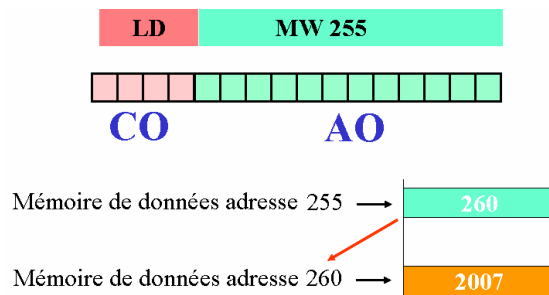 LD MW 255
CO AO
Mémoire de données adresse 255 260
Mémoire de données adresse 260 2007